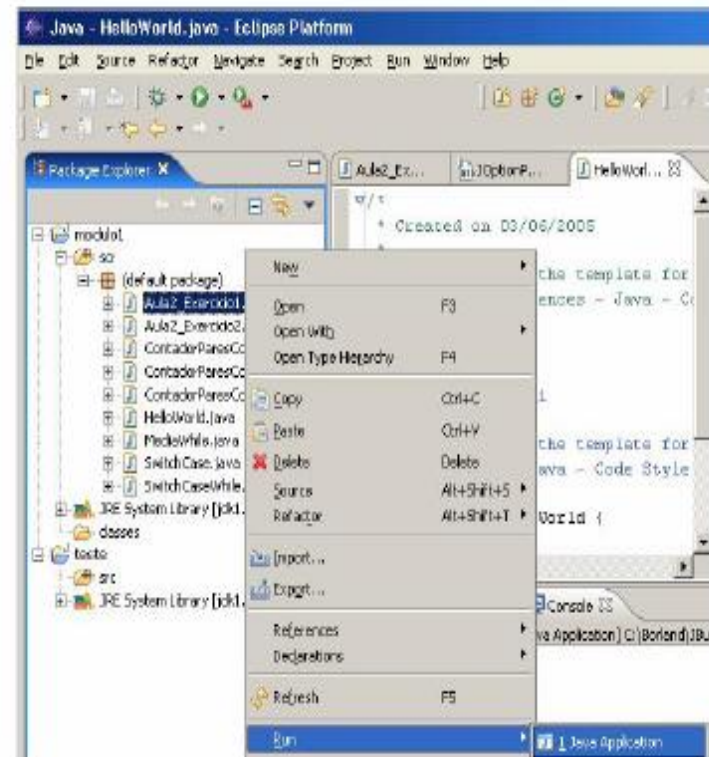 Java - HelloWorld.java - Eclipse Platform
File Edit Source Refactor Navigate Search Project Run Window Help
Package Explorer
Aula2_Ex...
JOptionP...
HelloWorl...
modulo1
src
(default package)
Aula2_Exercicio1.
Aula2_Exercicio2.
ContadorParesCo
ContadorParesCo
ContadorParesCo
HelloWorld.java
MediaWhile.java
SwitchCase.java
SwitchCaseWhile.
JRE System Library [jdk1.
classes
teste
src
JRE System Library [jdk1.
/*
* Created on 03/06/2005
*
the template for
ences - Java - Co
the template for
ava - Code Style
World {
New
Open F3
Open With
Open Type Hierarchy F4
Copy Ctrl+C
Paste Ctrl+V
Delete Delete
Source Alt+Shift+S
Refactor Alt+Shift+T
Import...
Export...
References
Declarations
Refresh F5
Run
1 Java Application
Console
va Application] C:\Borland\JBu